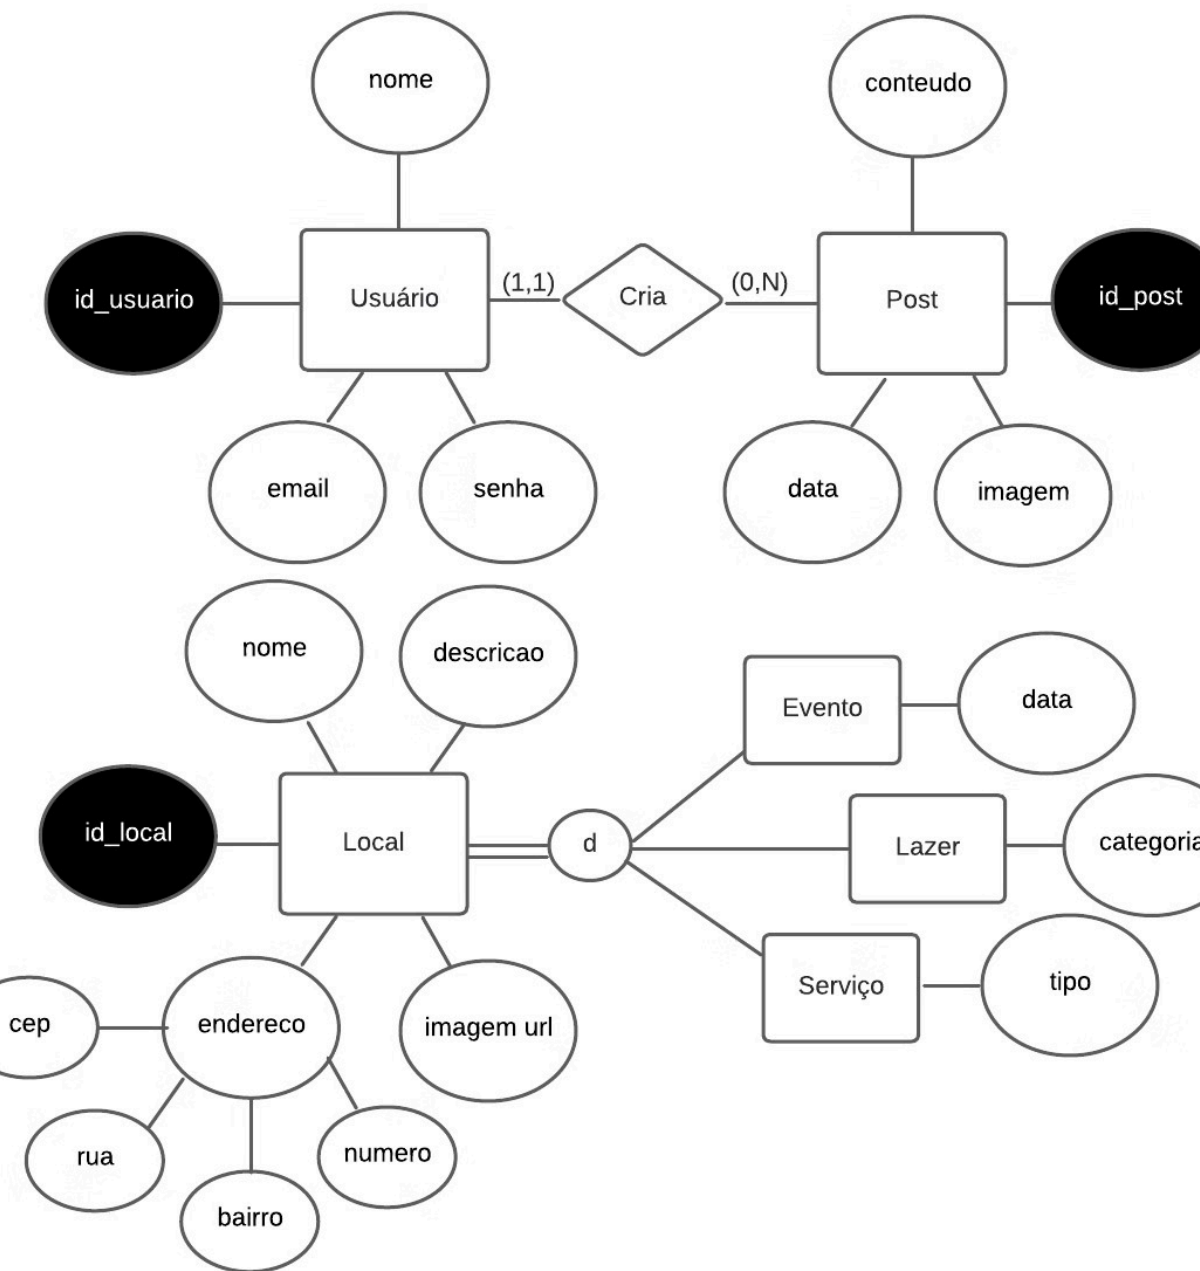 nome
conteudo
id_usuario
Usuário
(1,1)
Cria
(0,N)
Post
id_post
email
senha
data
imagem
nome
descricao
Evento
data
id_local
Local
d
Lazer
categoria
Serviço
tipo
cep
endereco
imagem url
rua
numero
bairro